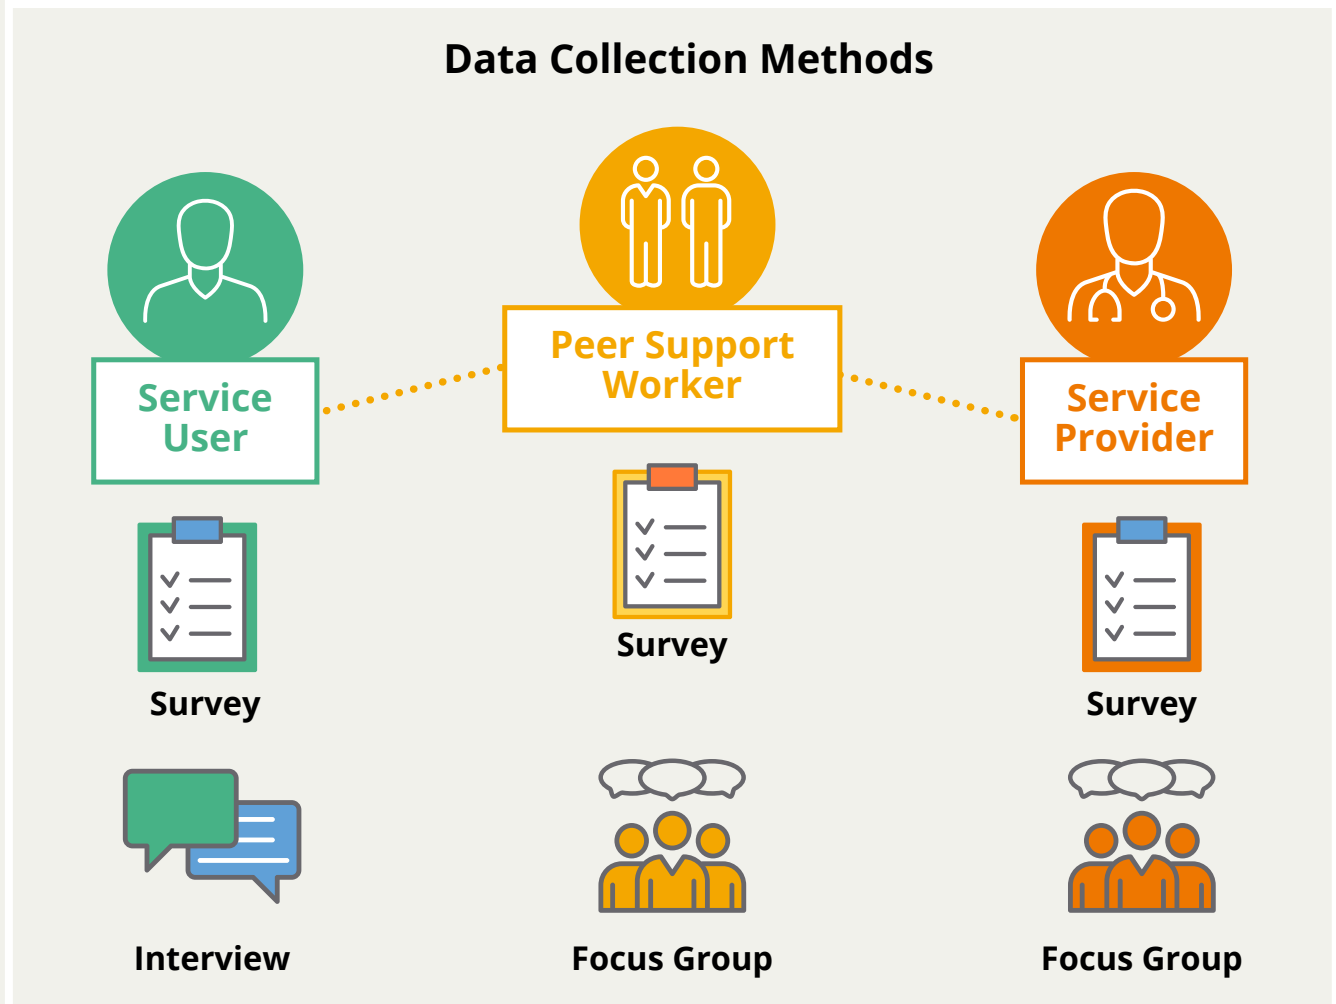 Data Collection Methods
Peer Support
Worker
Service
User
Service
Provider
Survey
Survey
Survey
Interview
Focus Group
Focus Group